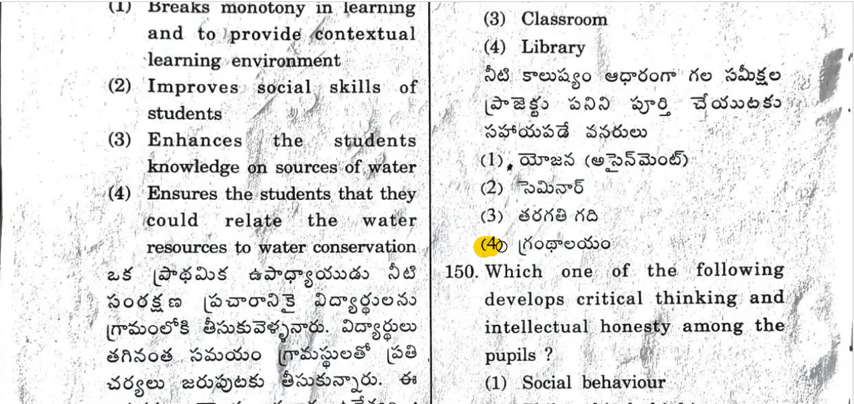 (1) Breaks monotony in learning
and to provide contextual
learning environment
(2) Improves social skills of
students
(3) Enhances the students
knowledge on sources of water
(4) Ensures the students that they
could relate the water
resources to water conservation
ఒక ప్రాథమిక ఉపాధ్యాయుడు నీటి
సంరక్షణ ప్రచారానికై విద్యార్థులను
గ్రామంలోకి తీసుకువెళ్ళినారు. విద్యార్థులు
తగినంత సమయం గ్రామస్థులతో ప్రతి
చర్యలు జరుపుటకు తీసుకున్నారు. ఈ
(3) Classroom
(4) Library
నీటి కాలుష్యం ఆధారంగా గల సమీక్షల
ప్రాజెక్టు పనిని పూర్తి చేయుటకు
సహాయపడే వనరులు
(1) యోజన (అసైన్‌మెంట్)
(2) సెమినార్
(3) తరగతి గది
(4) గ్రంథాలయం
150. Which one of the following
develops critical thinking and
intellectual honesty among the
pupils ?
(1) Social behaviour